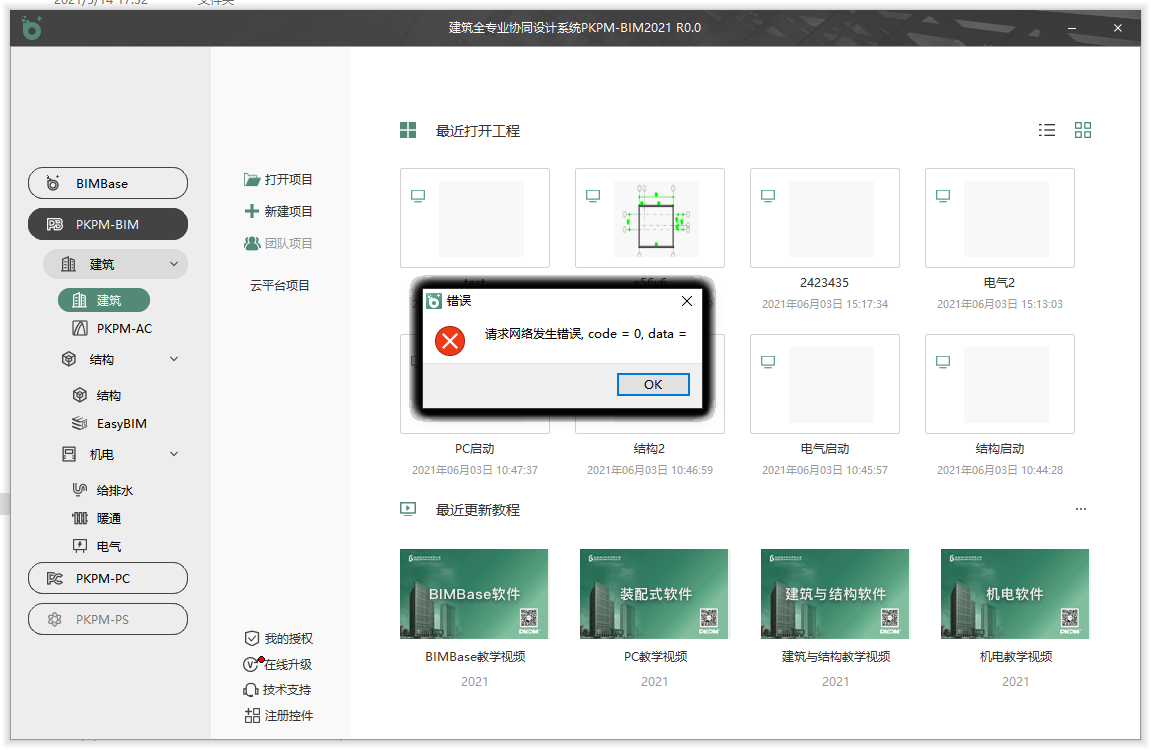 2021/5/14 17:32 文件夹
建筑全专业协同设计系统PKPM-BIM2021 R0.0
BIMBase
PKPM-BIM
建筑
建筑
PKPM-AC
结构
结构
EasyBIM
机电
给排水
暖通
电气
PKPM-PC
PKPM-PS
打开项目
新建项目
团队项目
云平台项目
我的授权
在线升级
技术支持
注册控件
最近打开工程
test
2423435
电气2
2021年06月03日 15:17:34
2021年06月03日 15:13:03
错误
请求网络发生错误, code = 0, data =
OK
PC启动
结构2
电气启动
结构启动
2021年06月03日 10:47:37
2021年06月03日 10:46:59
2021年06月03日 10:45:57
2021年06月03日 10:44:28
最近更新教程
...
BIMBase软件
PKPM
装配式软件
PKPM
建筑与结构软件
PKPM
机电软件
PKPM
BIMBase教学视频
PC教学视频
建筑与结构教学视频
机电教学视频
2021
2021
2021
2021